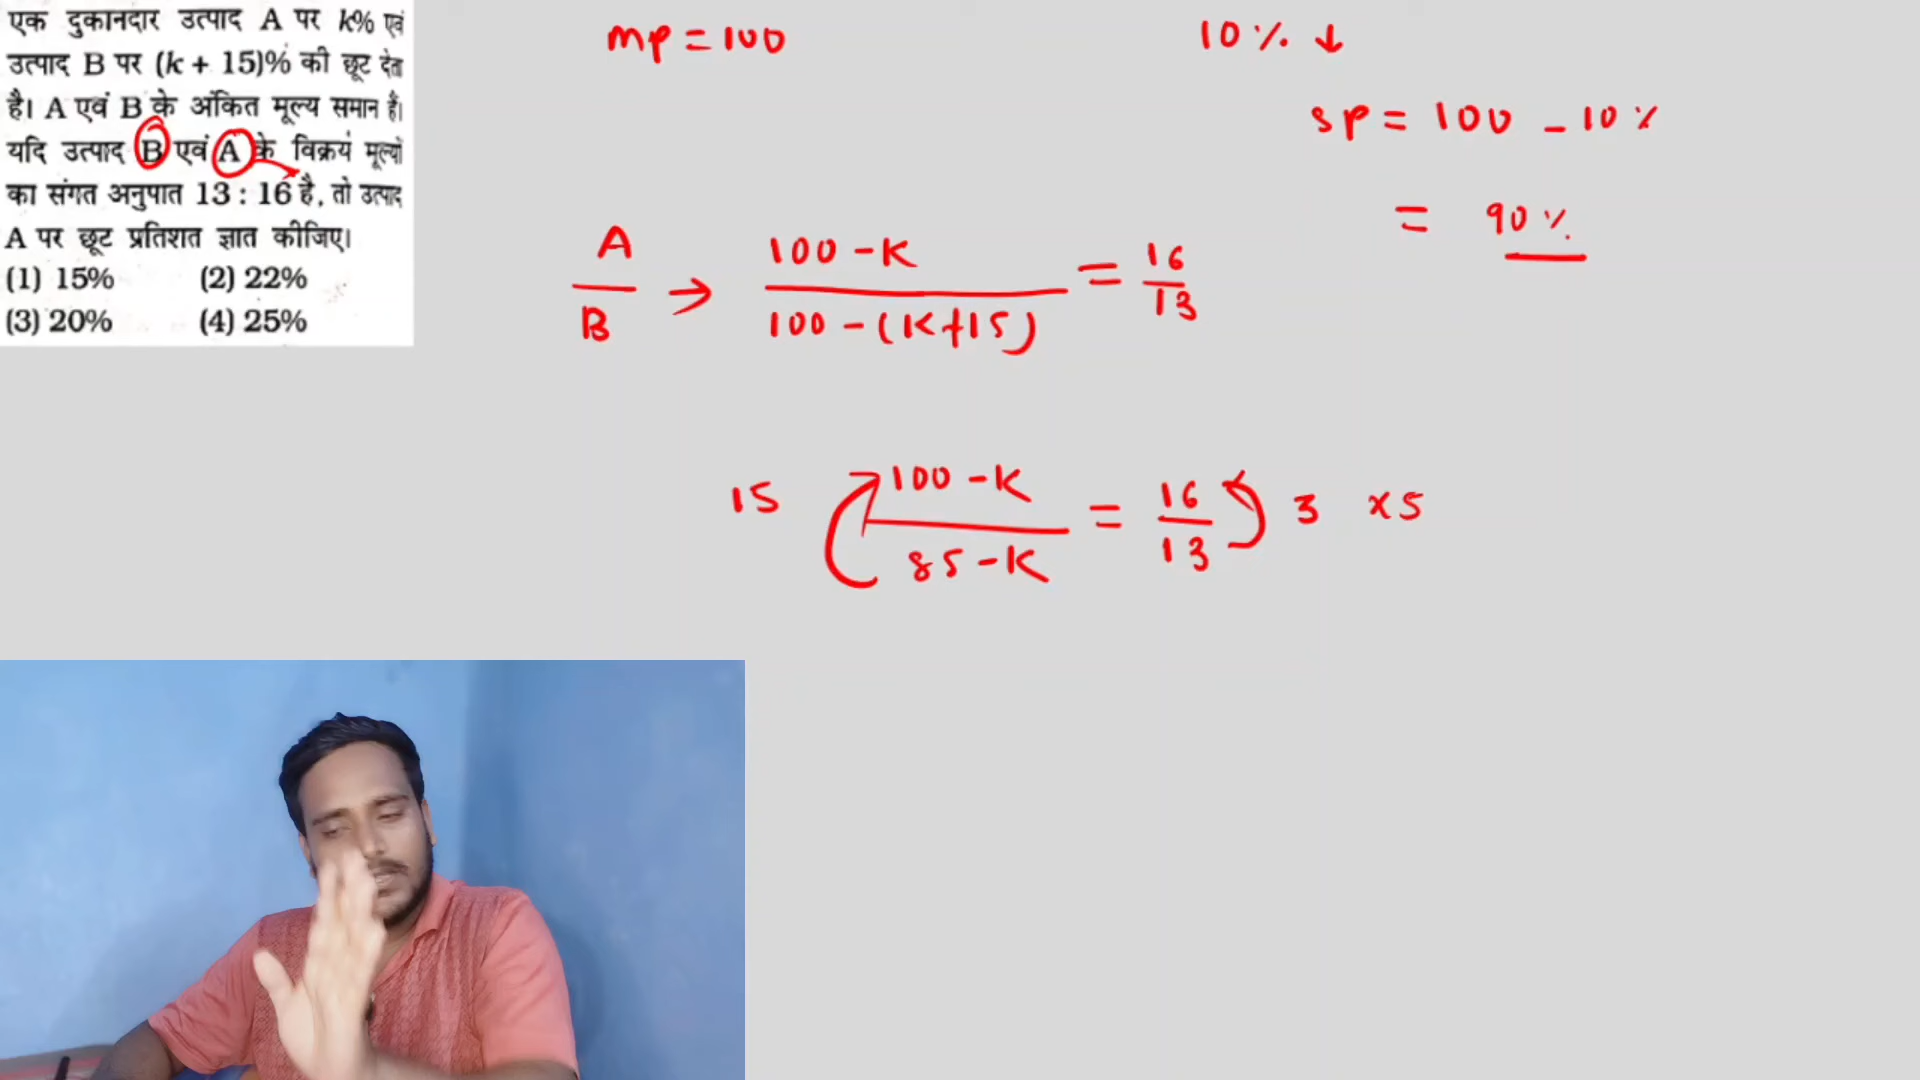 एक दुकानदार उत्पाद A पर k% एवं
उत्पाद B पर (k + 15)% की छूट देता
है। A एवं B के अंकित मूल्य समान हैं।
यदि उत्पाद B एवं A के विक्रय मूल्यों
का संगत अनुपात 13 : 16 है, तो उत्पाद
A पर छूट प्रतिशत ज्ञात कीजिए।
(1) 15% (2) 22%
(3) 20% (4) 25%
mp = 100
10% ↓
SP = 100 - 10%
= 90%
A/B → (100 - K)/(100 - (K+15)) = 16/13
15 (100 - K)/(85 - K) = 16/13 3 x5